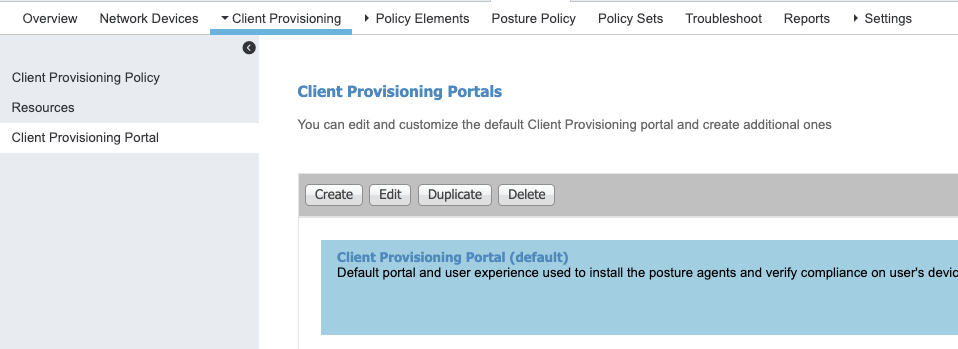 Overview Network Devices Client Provisioning Policy Elements Posture Policy Policy Sets Troubleshoot Reports Settings
Client Provisioning Policy
Resources
Client Provisioning Portal
Client Provisioning Portals
You can edit and customize the default Client Provisioning portal and create additional ones
Create Edit Duplicate Delete
Client Provisioning Portal (default)
Default portal and user experience used to install the posture agents and verify compliance on user's devic